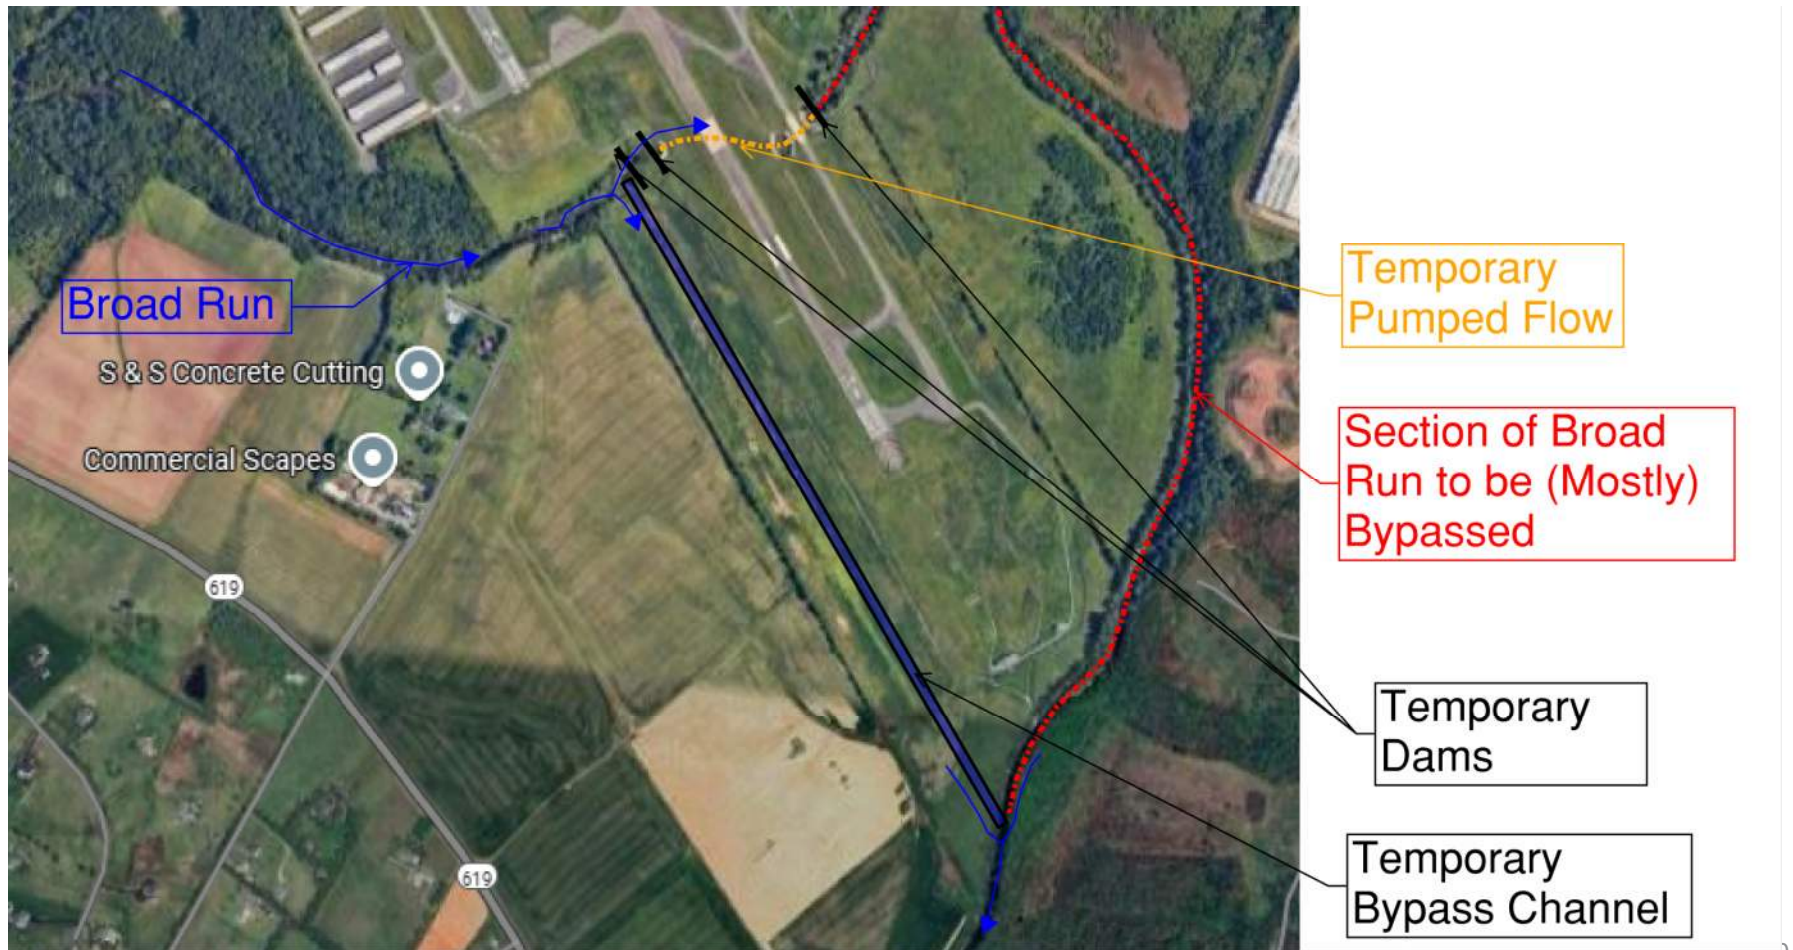 Broad Run
S & S Concrete Cutting
Commercial Scapes
619
619
Temporary
Pumped Flow
Section of Broad
Run to be (Mostly)
Bypassed
Temporary
Dams
Temporary
Bypass Channel